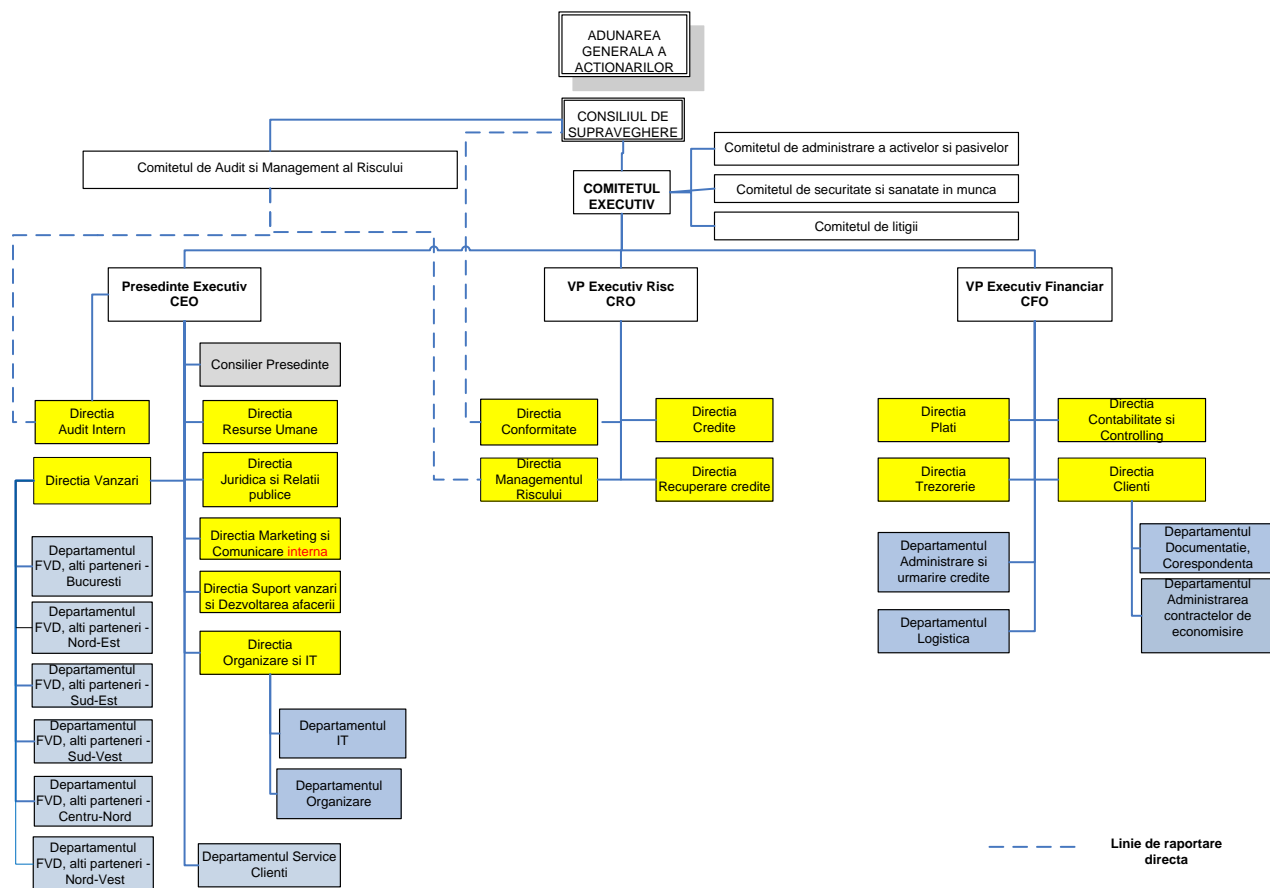 ADUNAREA
GENERALA A
ACTIONARILOR
CONSILIUL DE
SUPRAVEGHERE
Comitetul de Audit si Management al Riscului
COMITETUL
EXECUTIV
Comitetul de administrare a activelor si pasivelor
Comitetul de securitate si sanatate in munca
Comitetul de litigii
Presedinte Executiv
CEO
VP Executiv Risc
CRO
VP Executiv Financiar
CFO
Consilier Presedinte
Directia
Audit Intern
Directia
Resurse Umane
Directia
Conformitate
Directia
Credite
Directia
Plati
Directia
Contabilitate si
Controlling
Directia Vanzari
Directia
Juridica si Relatii
publice
Directia
Managementul
Riscului
Directia
Recuperare credite
Directia
Trezorerie
Directia
Clienti
Directia Marketing si
Comunicare interna
Directia Suport vanzari
si Dezvoltarea afacerii
Directia
Organizare si IT
Departamentul
IT
Departamentul
Organizare
Departamentul Service
Clienti
Departamentul
FVD, alti parteneri -
Bucuresti
Departamentul
FVD, alti parteneri -
Nord-Est
Departamentul
FVD, alti parteneri -
Sud-Est
Departamentul
FVD, alti parteneri -
Sud-Vest
Departamentul
FVD, alti parteneri -
Centru-Nord
Departamentul
FVD, alti parteneri -
Nord-Vest
Departamentul
Administrare si
urmarire credite
Departamentul
Logistica
Departamentul
Documentatie,
Corespondenta
Departamentul
Administrarea
contractelor de
economisire
Linie de raportare
directa